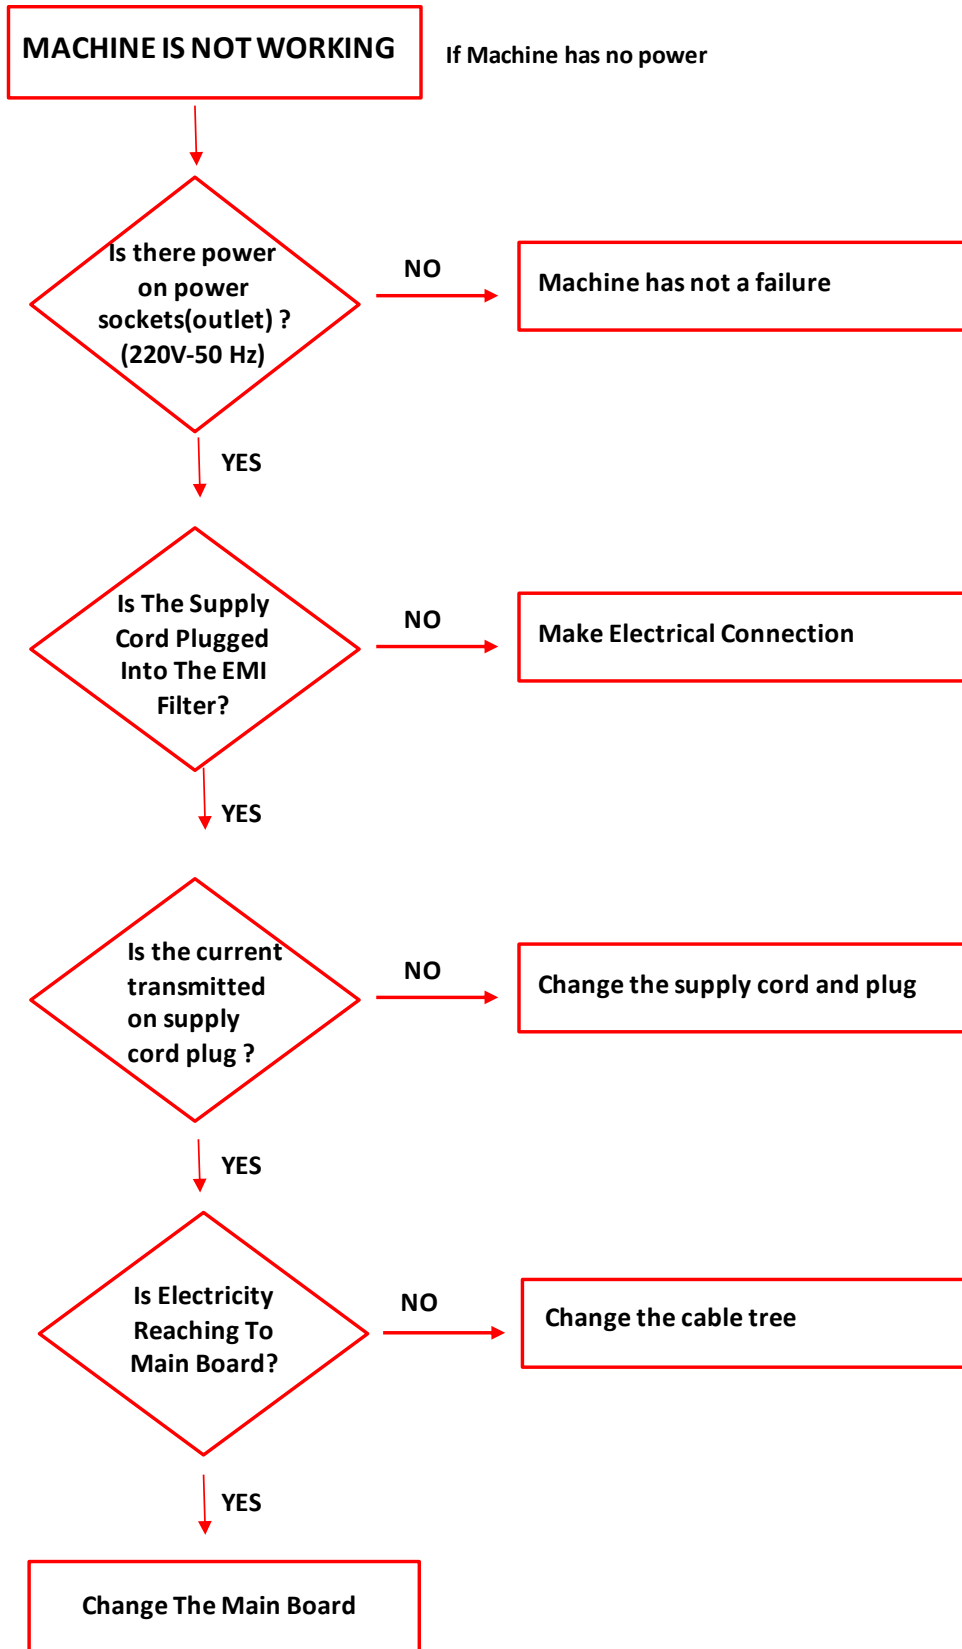 MACHINE IS NOT WORKING
If Machine has no power
Is there power
on power
sockets(outlet) ?
(220V-50 Hz)
NO
Machine has not a failure
YES
Is The Supply
Cord Plugged
Into The EMI
Filter?
NO
Make Electrical Connection
YES
Is the current
transmitted
on supply
cord plug ?
NO
Change the supply cord and plug
YES
Is Electricity
Reaching To
Main Board?
NO
Change the cable tree
YES
Change The Main Board